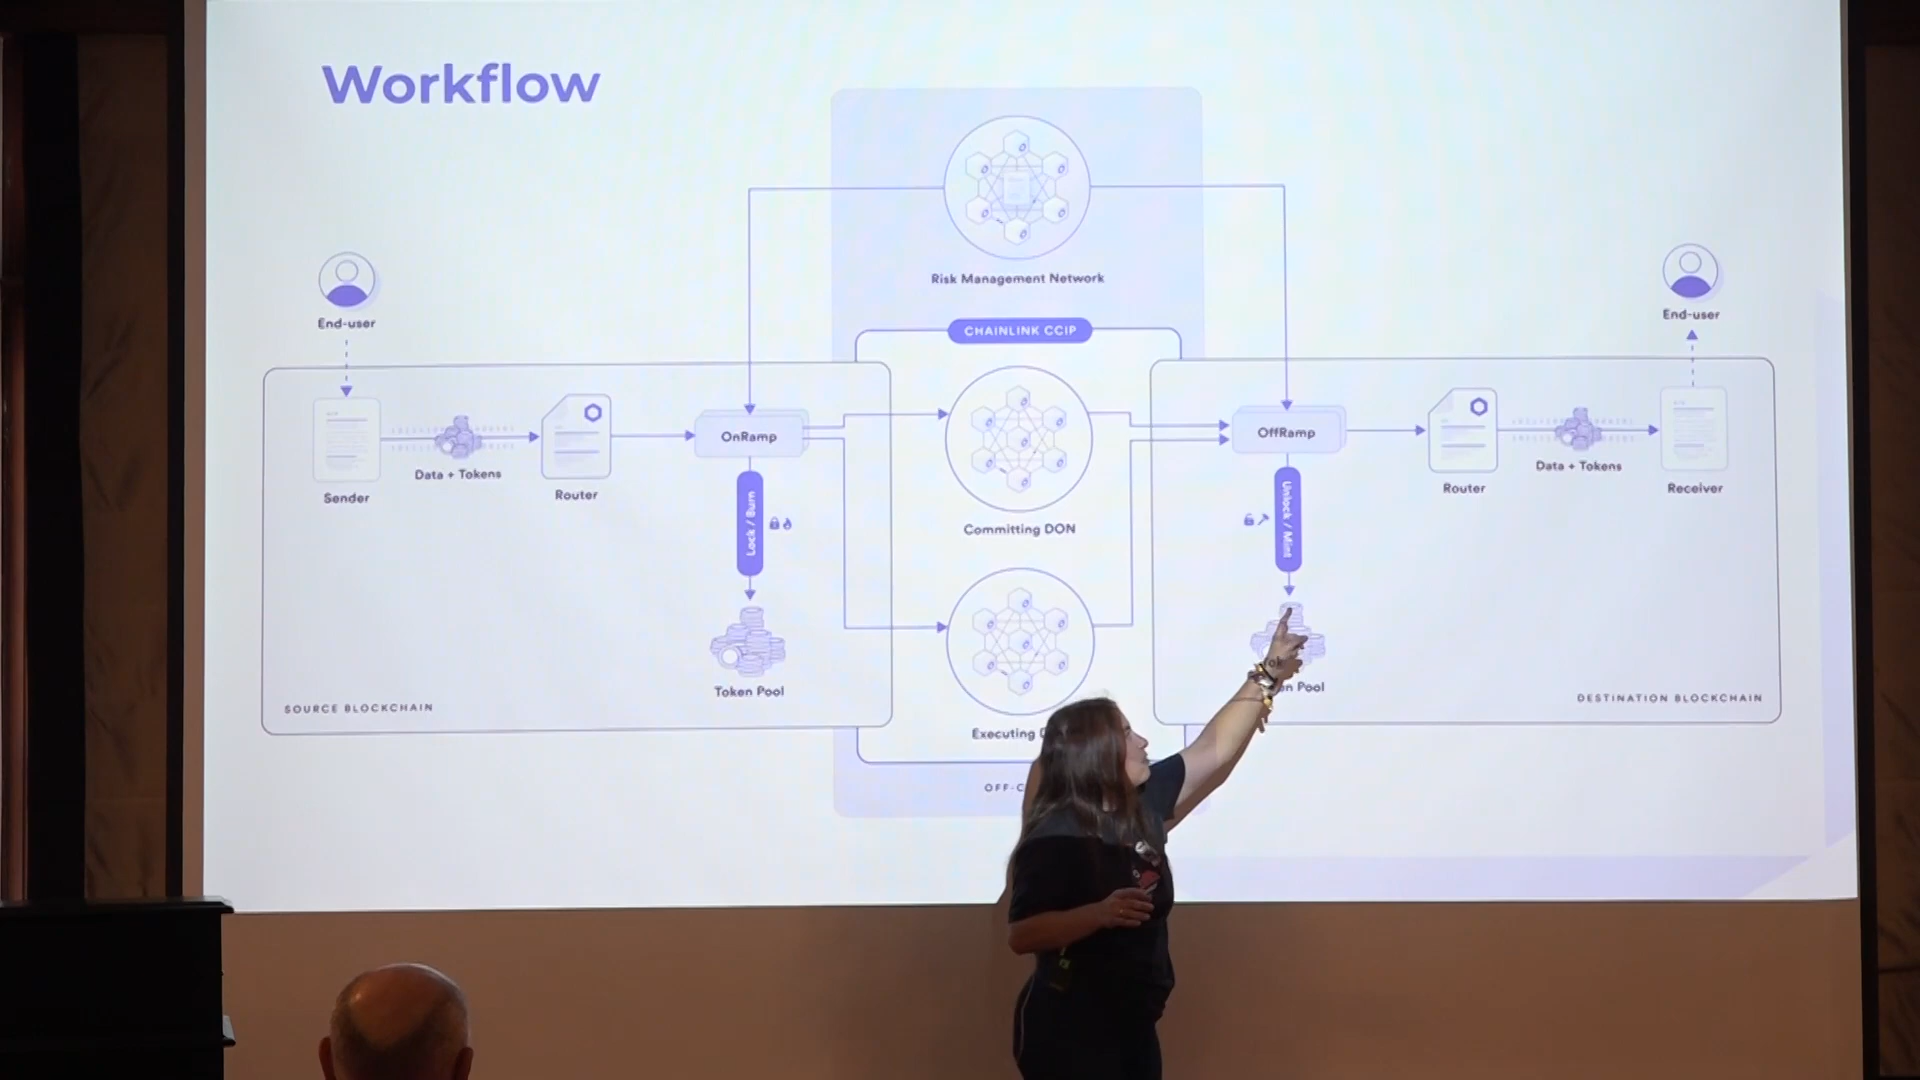 Workflow
Risk Management Network
End-user
End-user
CHAINLINK CCIP
OnRamp
OffRamp
Data + Tokens
Data + Tokens
Sender
Router
Router
Receiver
Lock / Burn
Unlock / Mint
Committing DON
Token Pool
Pool
SOURCE BLOCKCHAIN
DESTINATION BLOCKCHAIN
Executing